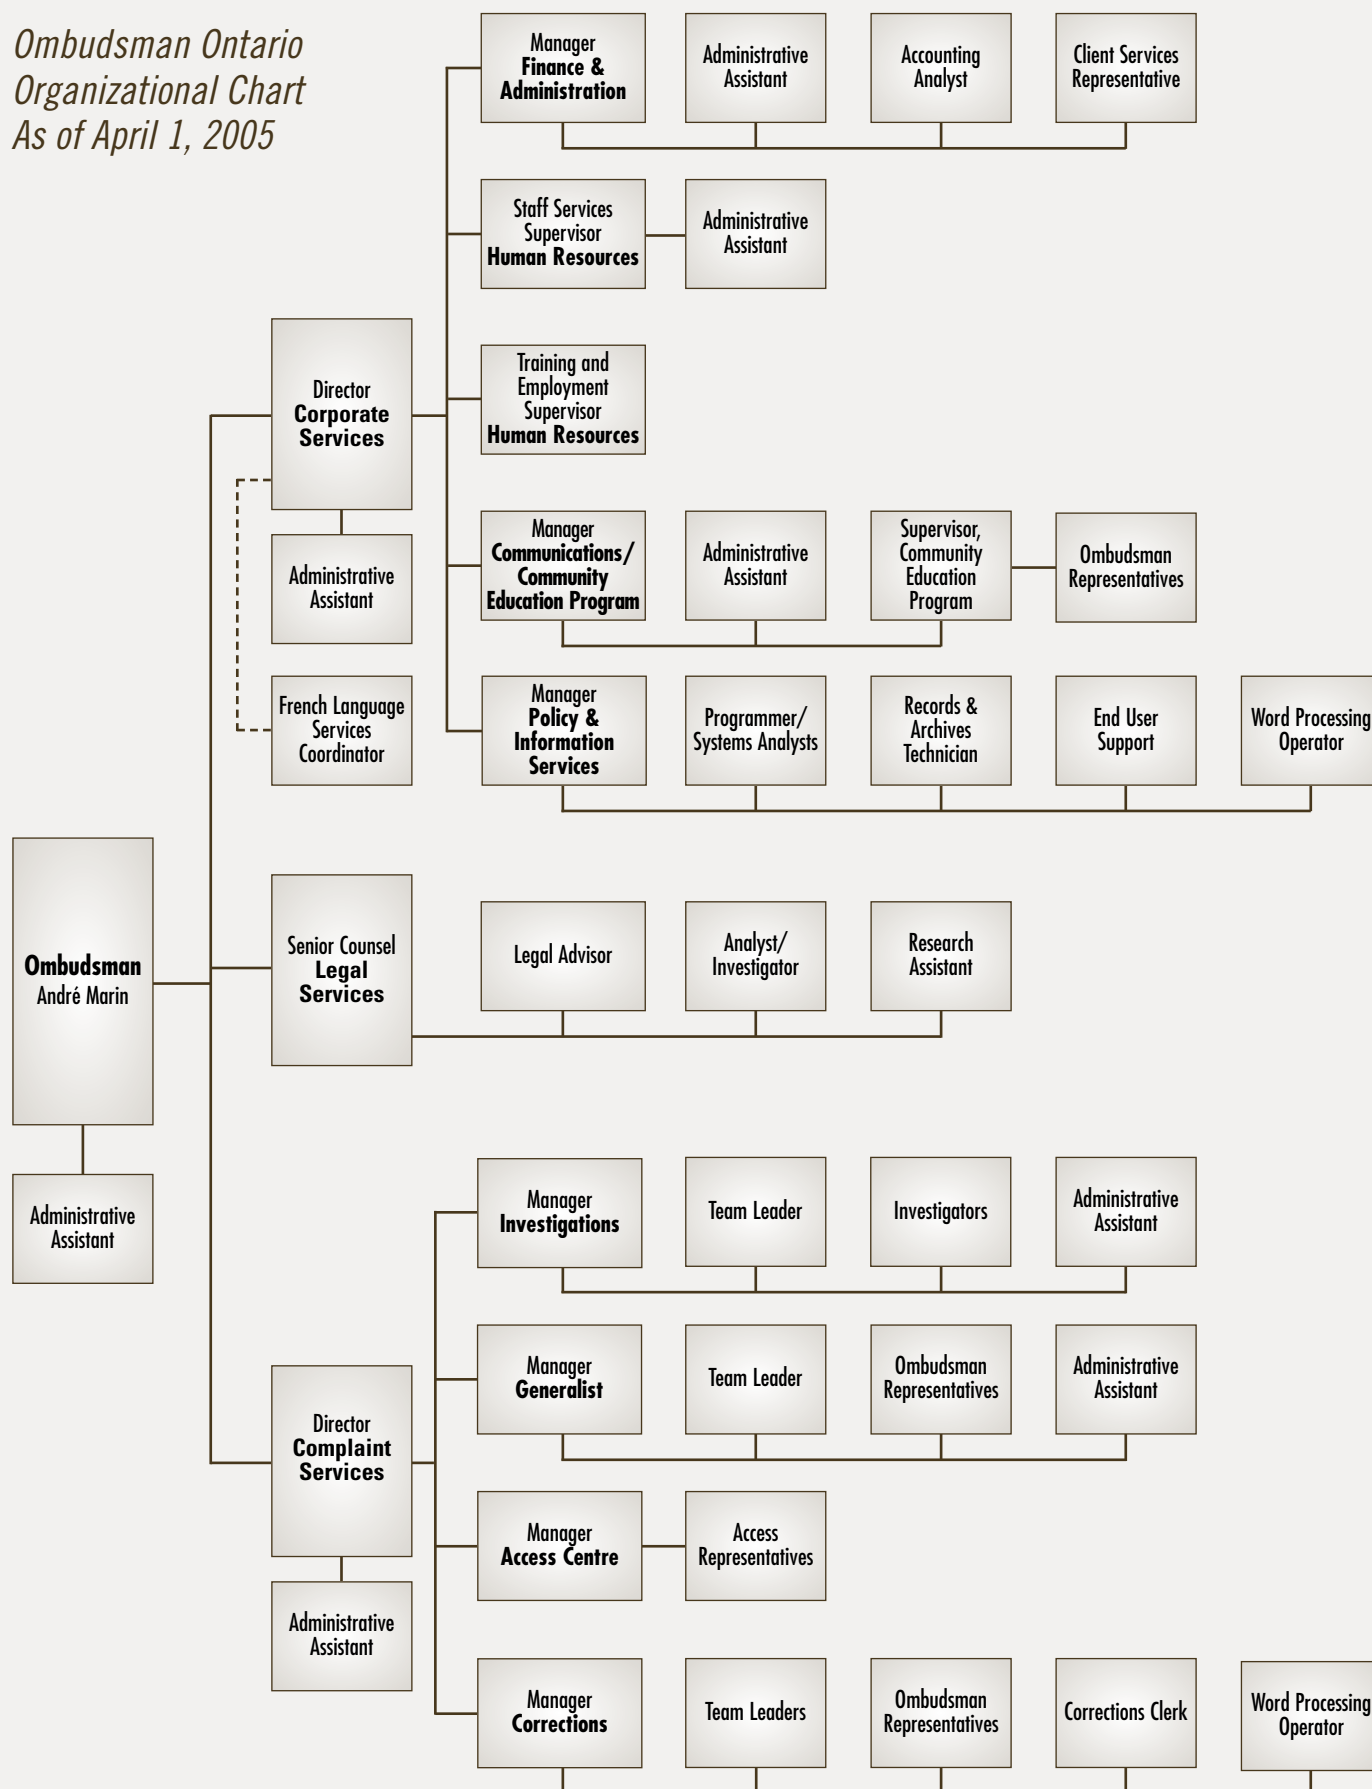 Ombudsman Ontario
Organizational Chart
As of April 1, 2005
Manager
Finance &
Administration
Administrative
Assistant
Accounting
Analyst
Client Services
Representative
Staff Services
Supervisor
Human Resources
Administrative
Assistant
Director
Corporate
Services
Training and
Employment
Supervisor
Human Resources
Administrative
Assistant
Manager
Communications/
Community
Education Program
Administrative
Assistant
Supervisor,
Community
Education
Program
Ombudsman
Representatives
French Language
Services
Coordinator
Manager
Policy &
Information
Services
Programmer/
Systems Analysts
Records &
Archives
Technician
End User
Support
Word Processing
Operator
Ombudsman
André Marin
Senior Counsel
Legal
Services
Legal Advisor
Analyst/
Investigator
Research
Assistant
Administrative
Assistant
Manager
Investigations
Team Leader
Investigators
Administrative
Assistant
Manager
Generalist
Team Leader
Ombudsman
Representatives
Administrative
Assistant
Director
Complaint
Services
Manager
Access Centre
Access
Representatives
Administrative
Assistant
Manager
Corrections
Team Leaders
Ombudsman
Representatives
Corrections Clerk
Word Processing
Operator